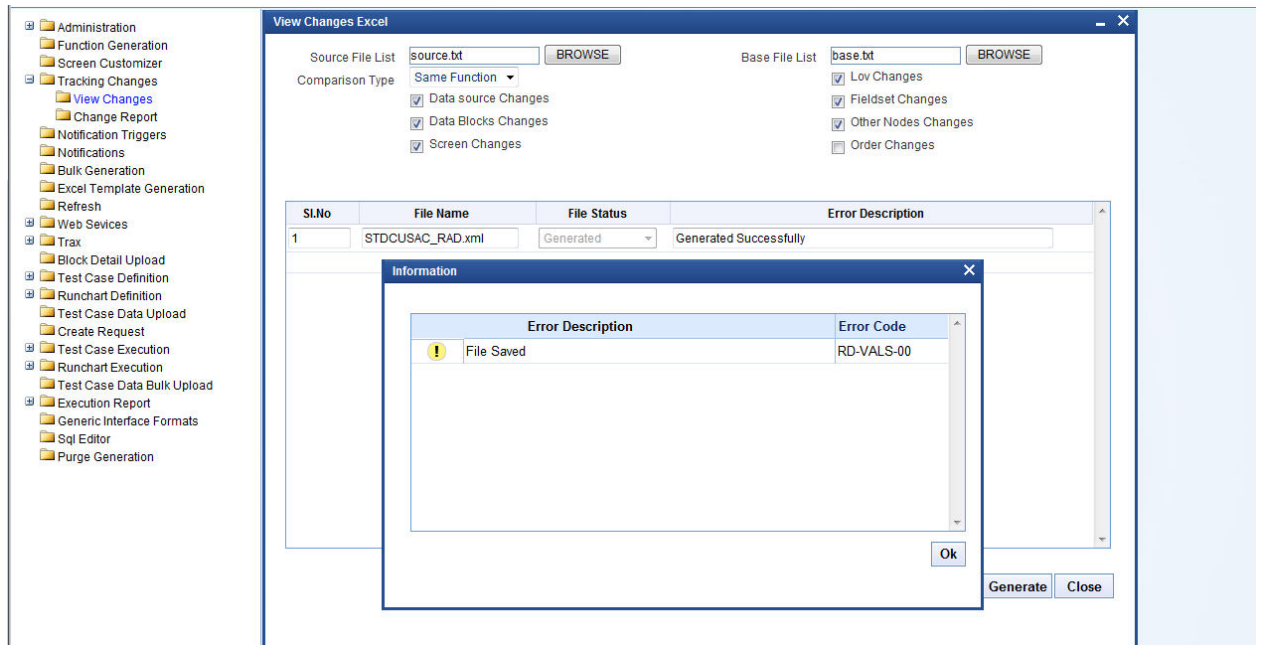 Administration
Function Generation
Screen Customizer
Tracking Changes
View Changes
Change Report
Notification Triggers
Notifications
Bulk Generation
Excel Template Generation
Refresh
Web Sevices
Trax
Block Detail Upload
Test Case Definition
Runchart Definition
Test Case Data Upload
Create Request
Test Case Execution
Runchart Execution
Test Case Data Bulk Upload
Execution Report
Generic Interface Formats
Sql Editor
Purge Generation
View Changes Excel
Source File List source.txt BROWSE Base File List base.txt BROWSE
Comparison Type Same Function Lov Changes
Data source Changes Fieldset Changes
Data Blocks Changes Other Nodes Changes
Screen Changes Order Changes
Sl.No File Name File Status Error Description
1 STDCUSAC_RAD.xml Generated Generated Successfully
Information
Error Description Error Code
File Saved RD-VALS-00
Ok
Generate Close